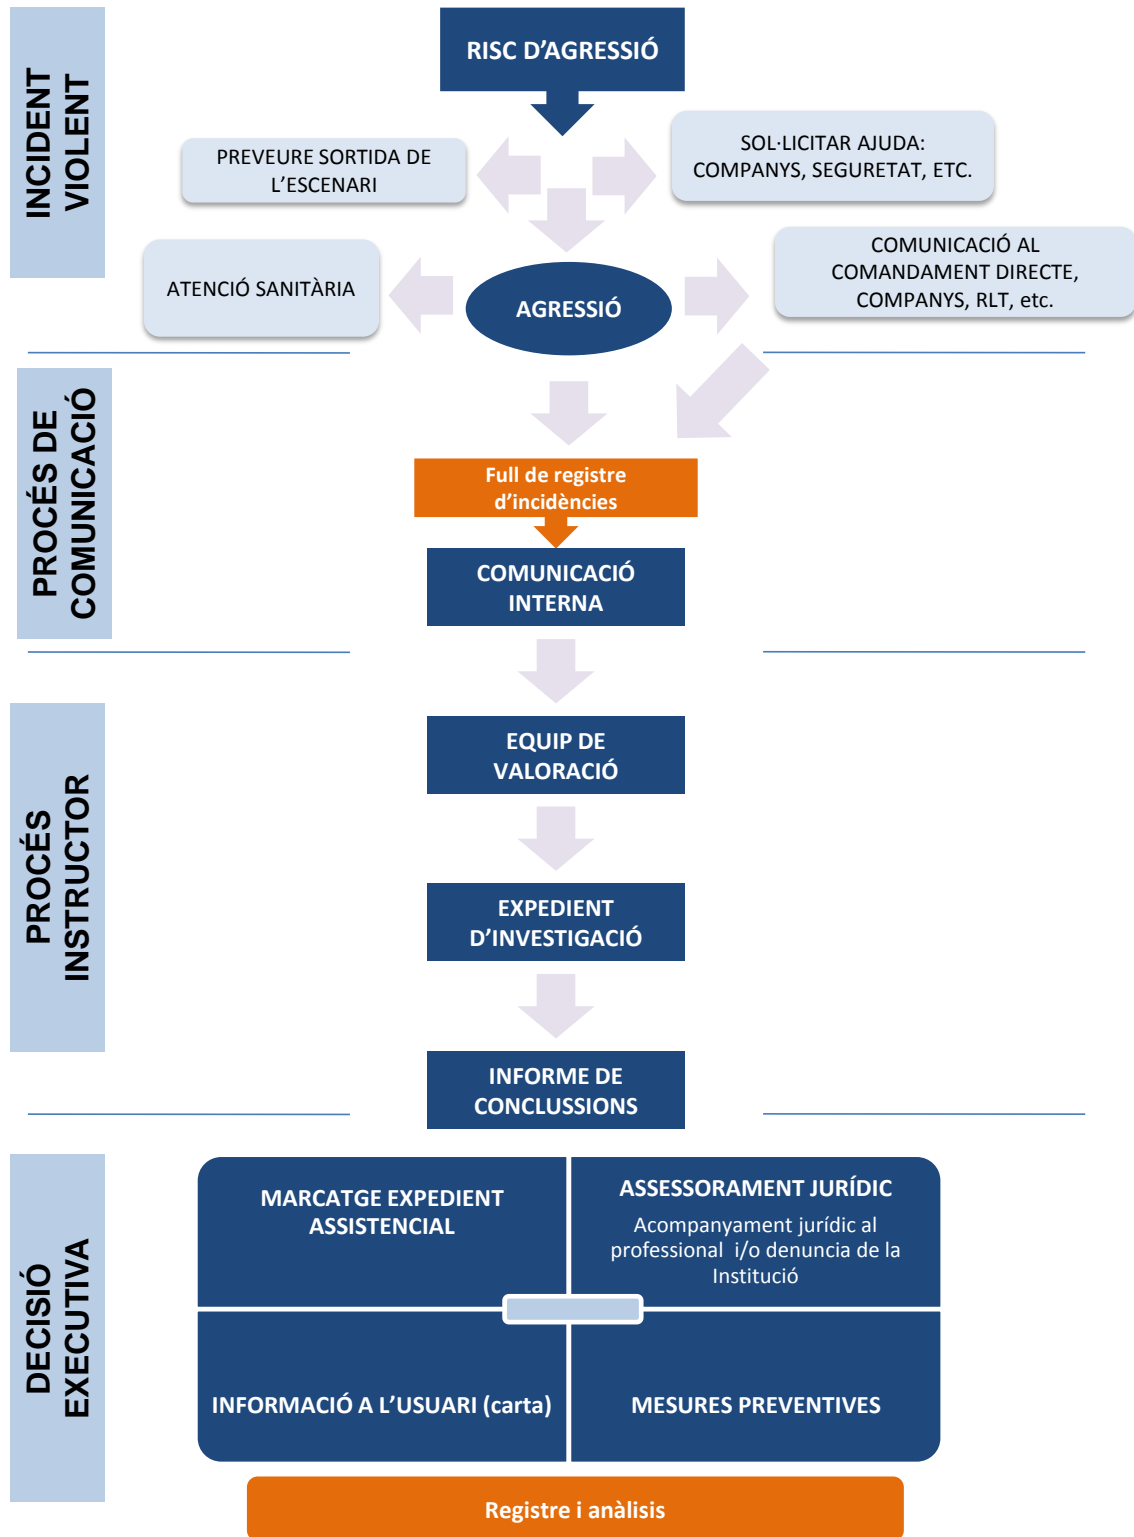 INCIDENT
VIOLENT
RISC D’AGRESSIÓ
PREVEURE SORTIDA DE
L’ESCENARI
SOL·LICITAR AJUDA:
COMPANYS, SEGURETAT, ETC.
ATENCIÓ SANITÀRIA
AGRESSIÓ
COMUNICACIÓ AL
COMANDAMENT DIRECTE,
COMPANYS, RLT, etc.
PROCÉS DE
COMUNICACIÓ
Full de registre
d’incidències
COMUNICACIÓ
INTERNA
PROCÉS
INSTRUCTOR
EQUIP DE
VALORACIÓ
EXPEDIENT
D’INVESTIGACIÓ
INFORME DE
CONCLUSSIONS
DECISIÓ
EXECUTIVA
MARCATGE EXPEDIENT
ASSISTENCIAL
ASSESSORAMENT JURÍDIC
Acompanyament jurídic al
professional i/o denuncia de la
Institució
INFORMACIÓ A L’USUARI (carta)
MESURES PREVENTIVES
Registre i anàlisis